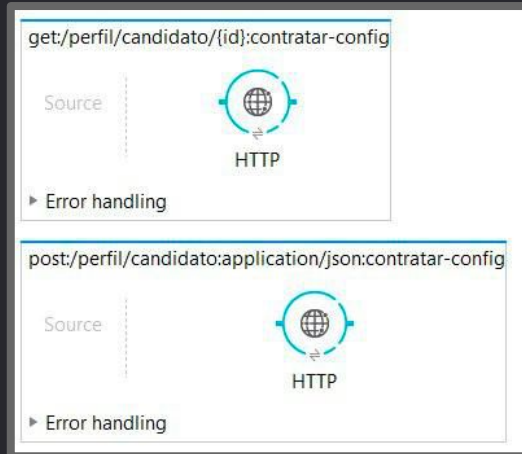 get:/perfil/candidato/{id}:contratar-config
Source
HTTP
Error handling
post:/perfil/candidato:application/json:contratar-config
Source
HTTP
Error handling